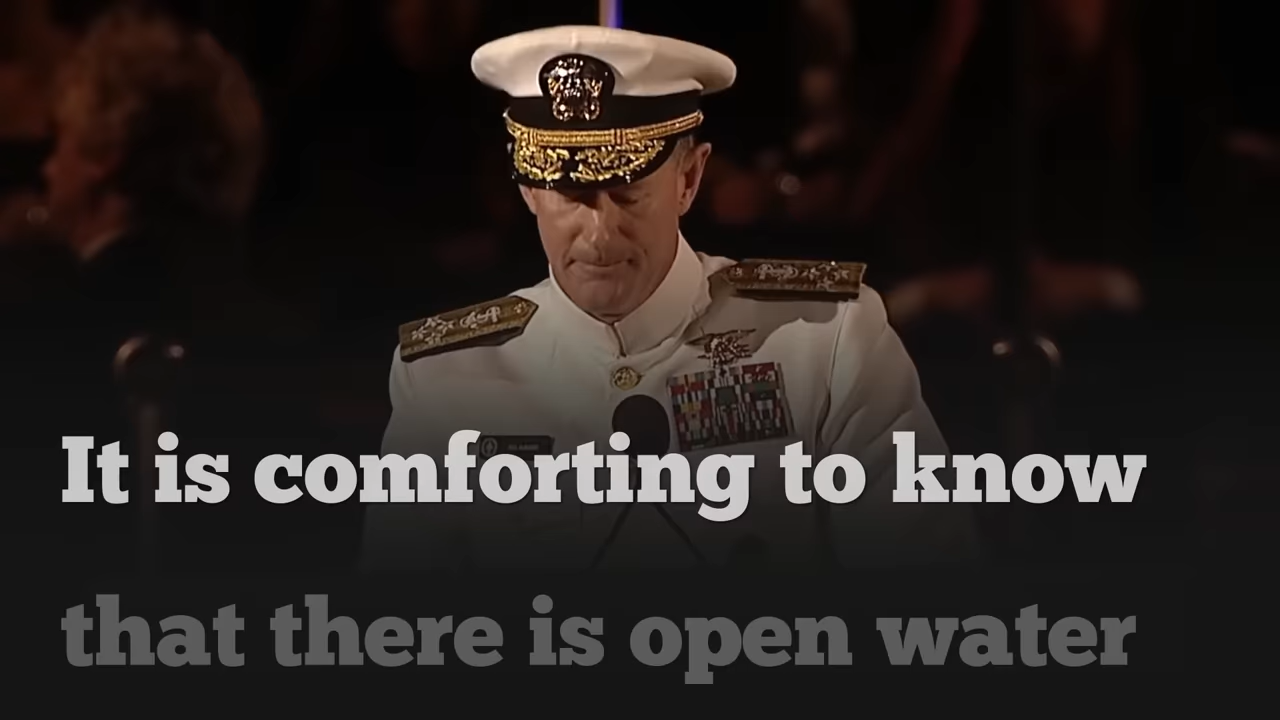 It is comforting to know
that there is open water